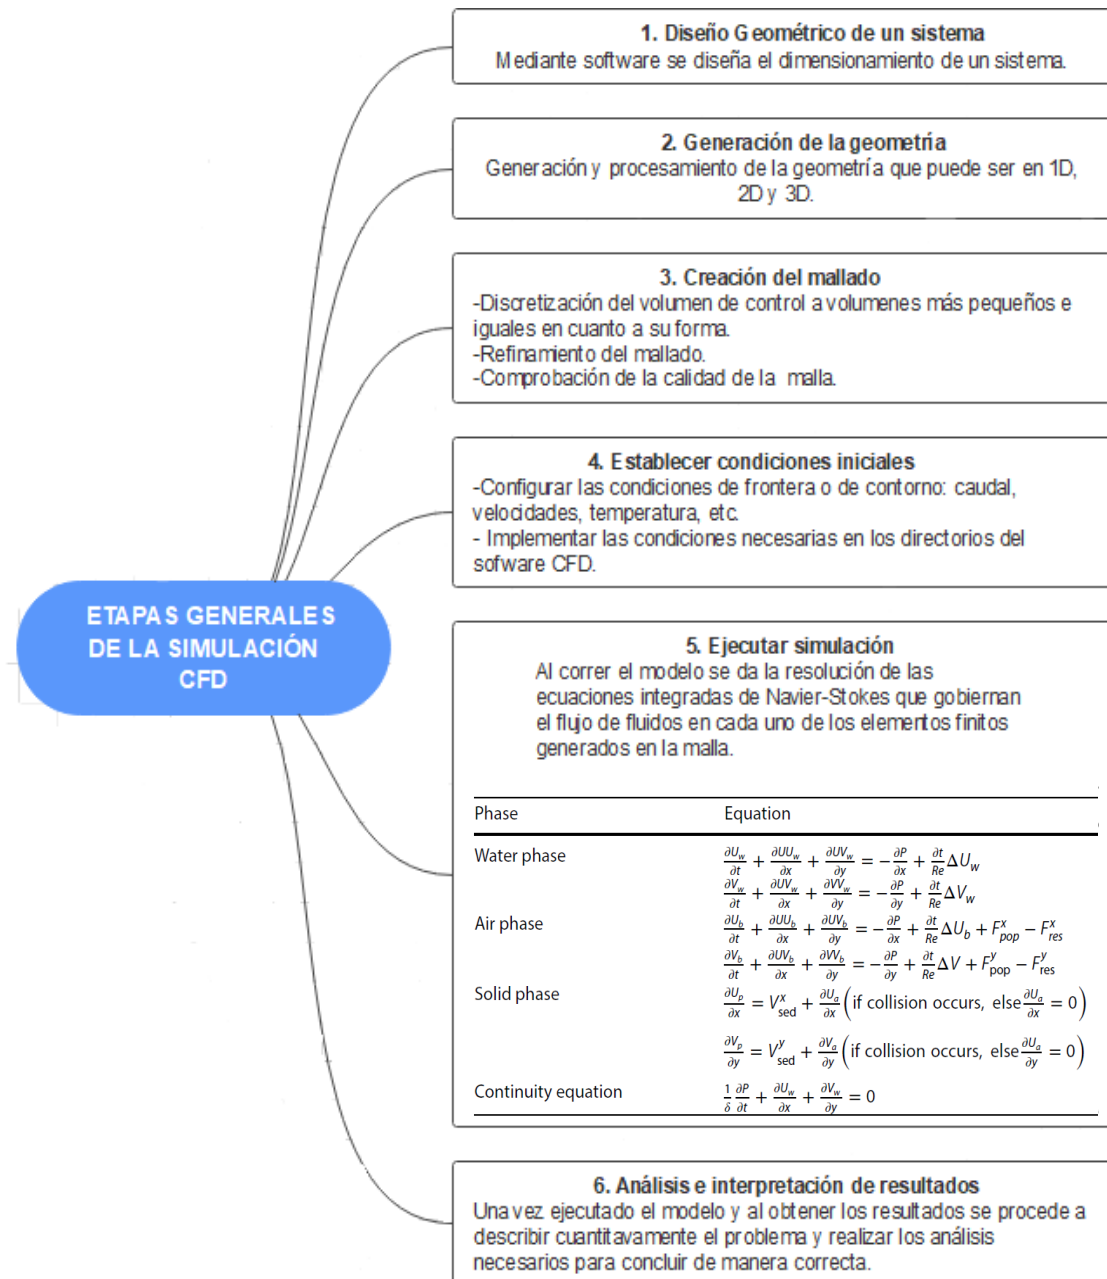 1. Diseño Geométrico de un sistema
Mediante software se diseña el dimensionamiento de un sistema.
2. Generación de la geometría
Generación y procesamiento de la geometría que puede ser en 1D,
2D y 3D.
3. Creación del mallado
-Discretización del volumen de control a volumenes más pequeños e
iguales en cuanto a su forma.
-Refinamiento del mallado.
-Comprobación de la calidad de la malla.
4. Establecer condiciones iniciales
-Configurar las condiciones de frontera o de contorno: caudal,
velocidades, temperatura, etc.
- Implementar las condiciones necesarias en los directorios del
sofware CFD.
ETAPAS GENERALES
DE LA SIMULACIÓN
CFD
5. Ejecutar simulación
Al correr el modelo se da la resolución de las
ecuaciones integradas de Navier-Stokes que gobiernan
el flujo de fluidos en cada uno de los elementos finitos
generados en la malla.
Phase Equation
Water phase ∂U_w/∂t + ∂UU_w/∂x + ∂UV_w/∂y = −∂P/∂x + ∂t/Re ΔU_w
∂V_w/∂t + ∂UV_w/∂x + ∂VV_w/∂y = −∂P/∂y + ∂t/Re ΔV_w
Air phase ∂U_b/∂t + ∂UU_b/∂x + ∂UV_b/∂y = −∂P/∂x + ∂t/Re ΔU_b + F^x_pop − F^x_res
∂V_b/∂t + ∂UV_b/∂x + ∂VV_b/∂y = −∂P/∂y + ∂t/Re ΔV + F^y_pop − F^y_res
Solid phase ∂U_p/∂x = V^x_sed + ∂U_a/∂x (if collision occurs, else ∂U_a/∂x = 0)
∂V_p/∂y = V^y_sed + ∂V_a/∂y (if collision occurs, else ∂U_a/∂y = 0)
Continuity equation 1/δ ∂P/∂t + ∂U_w/∂x + ∂V_w/∂y = 0
6. Análisis e interpretación de resultados
Una vez ejecutado el modelo y al obtener los resultados se procede a
describir cuantitavamente el problema y realizar los análisis
necesarios para concluir de manera correcta.